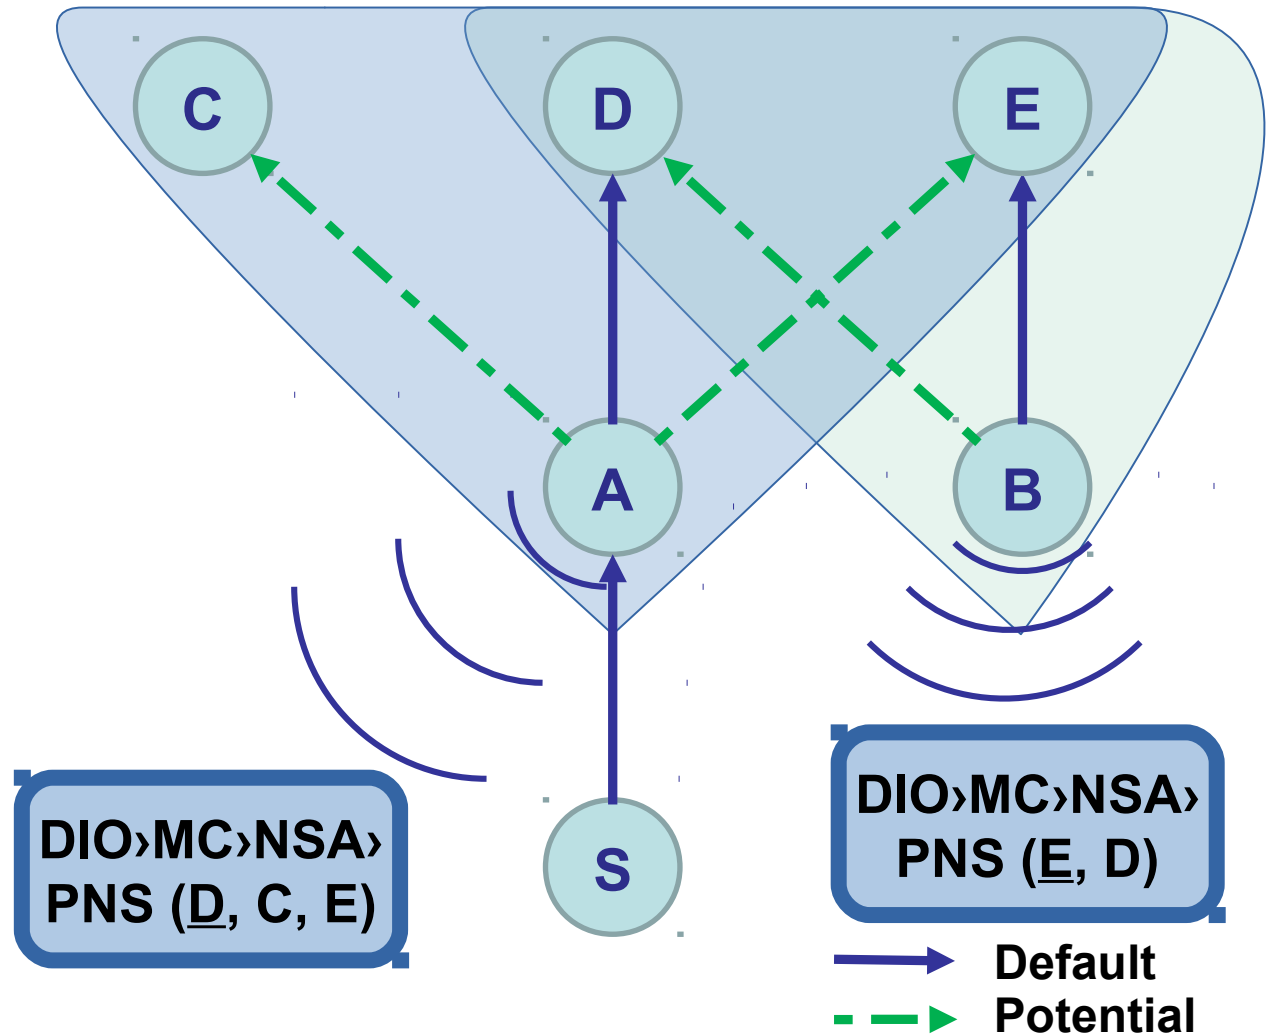 C
D
E
A
B
S
DIO›MC›NSA›
PNS (D, C, E)
DIO›MC›NSA›
PNS (E, D)
Default
Potential